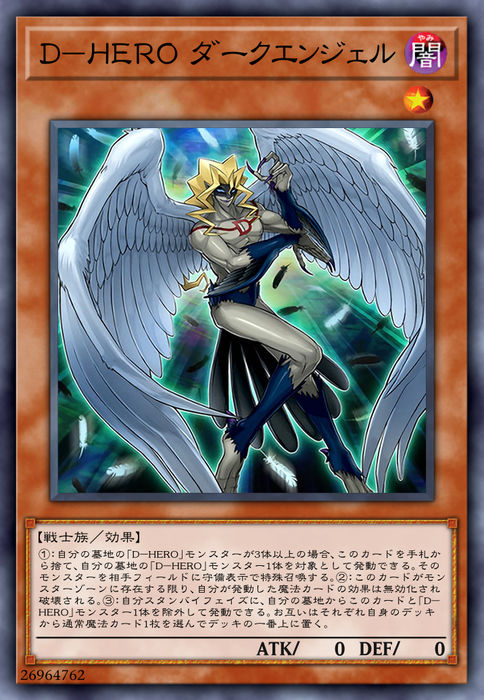 D-HERO ダークエンジェル
やみ
闇
D
【戦士族/効果】
①:自分の墓地の「D-HERO」モンスターが3体以上の場合、このカードを手札か
ら捨て、自分の墓地の「D-HERO」モンスター1体を対象として発動できる。その
モンスターを相手フィールドに守備表示で特殊召喚する。②:このカードがモン
スターゾーンに存在する限り、自分が発動した魔法カードの効果は無効化され
破壊される。③:自分スタンバイフェイズに、自分の墓地からこのカードと「D-
HERO」モンスター1体を除外して発動できる。お互いはそれぞれ自身のデッキ
から通常魔法カード1枚を選んでデッキの一番上に置く。
ATK/ 0 DEF/ 0
26964762